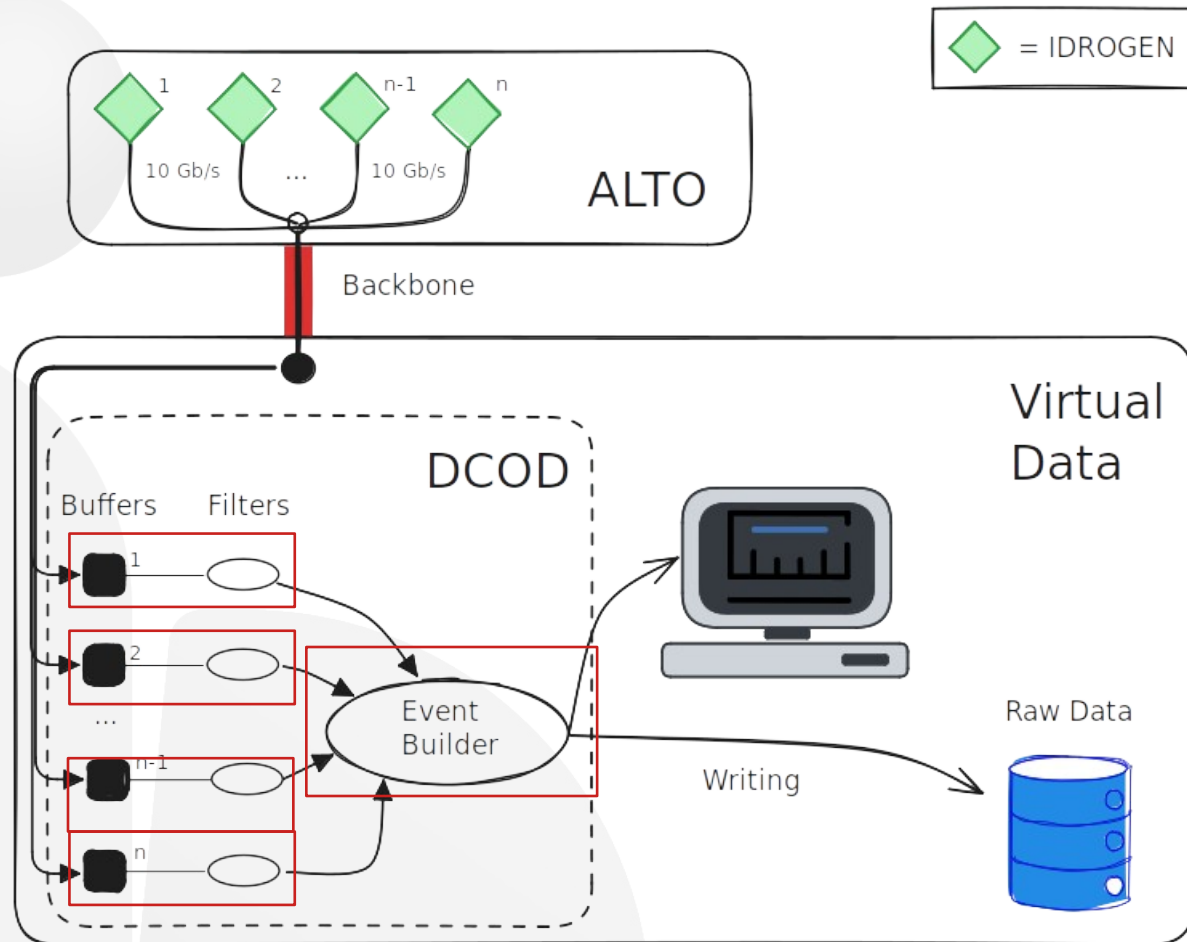 = IDROGEN
1
2
n-1
n
10 Gb/s
...
10 Gb/s
ALTO
Backbone
Virtual
Data
DCOD
Buffers
Filters
1
2
...
n-1
n
Event
Builder
Writing
Raw Data